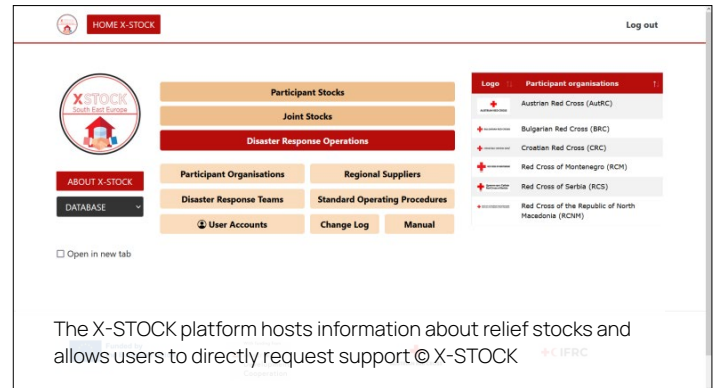 HOME X-STOCK
Log out
XSTOCK
South East Europe
ABOUT X-STOCK
DATABASE
Open in new tab
Participant Stocks
Joint Stocks
Disaster Response Operations
Participant Organisations
Regional Suppliers
Disaster Response Teams
Standard Operating Procedures
User Accounts
Change Log
Manual
Logo
Participant organisations
Austrian Red Cross (AutRC)
Bulgarian Red Cross (BRC)
Croatian Red Cross (CRC)
Red Cross of Montenegro (RCM)
Red Cross of Serbia (RCS)
Red Cross of the Republic of North
Macedonia (RCNM)
The X-STOCK platform hosts information about relief stocks and
allows users to directly request support © X-STOCK
IFRC